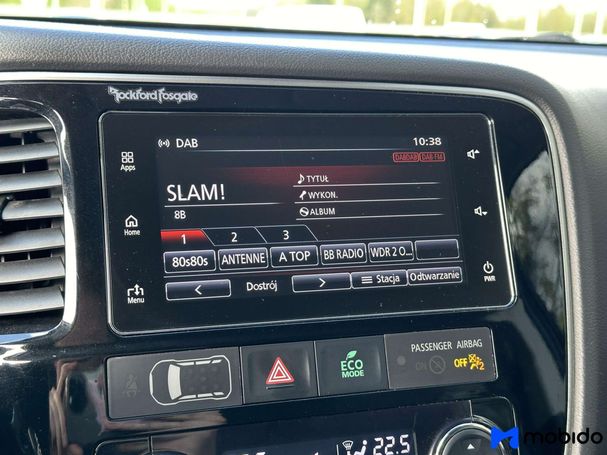 Rockford Fosgate
DAB 10:38
DABDAB DAB-FM
Apps
TYTUŁ
SLAM!
WYKON.
8B
ALBUM
Home
1 2 3
80s80s ANTENNE A TOP BB RADIO WDR 2 O...
Menu
< Dostrój > Stacja Odtwarzanie
PWR
ECO
MODE
PASSENGER AIRBAG
ON OFF 2
22.5
mobido